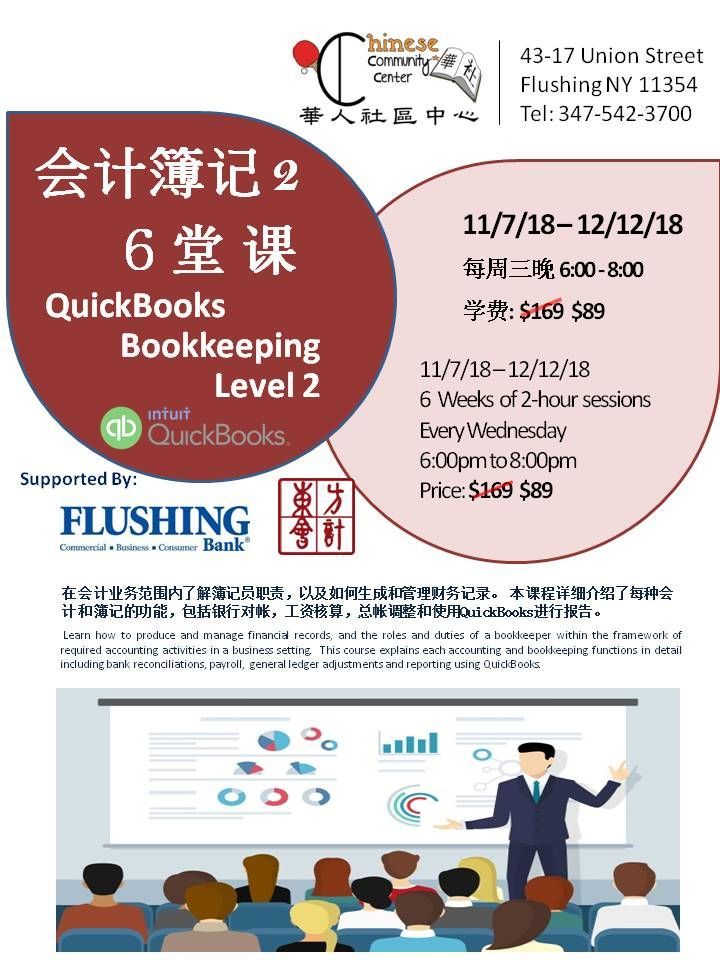 Chinese
Community
Center
華社
華人社區中心
43-17 Union Street
Flushing NY 11354
Tel: 347-542-3700
会计簿记 2
6 堂 课
QuickBooks
Bookkeeping
Level 2
qb
intuit
QuickBooks.
11/7/18 – 12/12/18
每周三晚 6:00 - 8:00
学费: $169 $89
11/7/18 – 12/12/18
6 Weeks of 2-hour sessions
Every Wednesday
6:00pm to 8:00pm
Price: $169 $89
Supported By:
FLUSHING
Commercial • Business • Consumer Bank®
東方
會計
在会计业务范围内了解簿记员职责，以及如何生成和管理财务记录。 本课程详细介绍了每种会
计和簿记的功能，包括银行对帐，工资核算，总帐调整和使用QuickBooks进行报告。
Learn how to produce and manage financial records, and the roles and duties of a bookkeeper within the framework of
required accounting activities in a business setting. This course explains each accounting and bookkeeping functions in detail
including bank reconciliations, payroll, general ledger adjustments and reporting using QuickBooks.